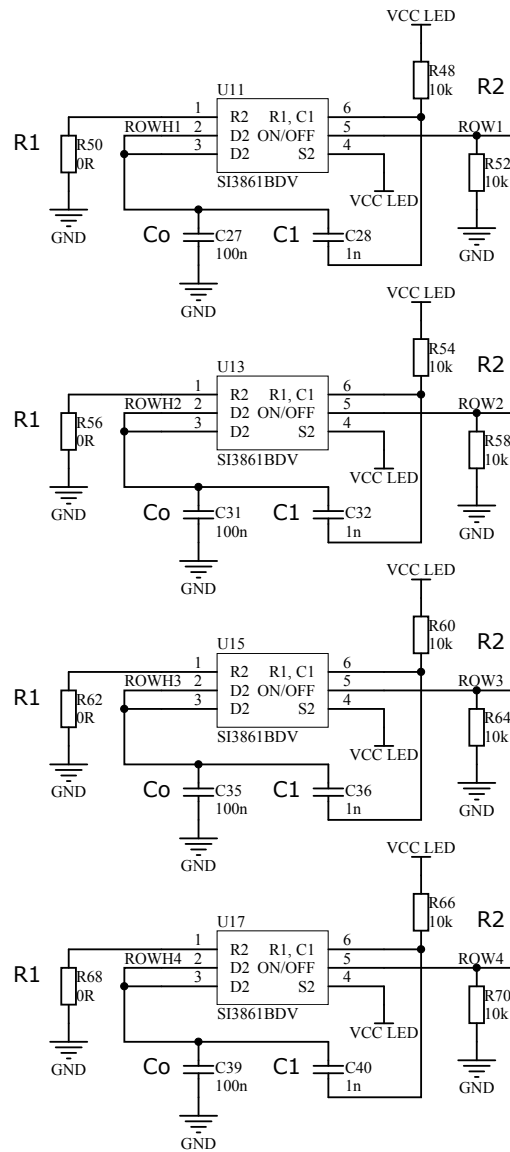 VCC LED
R48
10k
R2
U11
1 R2 R1, C1 6
ROWH1 2 D2 ON/OFF 5 ROW1
3 D2 S2 4
SI3861BDV
R1
R50
0R
GND
VCC LED
R52
10k
GND
Co
C27
100n
C1
C28
1n
GND
VCC LED
R54
10k
R2
U13
1 R2 R1, C1 6
ROWH2 2 D2 ON/OFF 5 ROW2
3 D2 S2 4
SI3861BDV
R1
R56
0R
GND
VCC LED
R58
10k
GND
Co
C31
100n
C1
C32
1n
GND
VCC LED
R60
10k
R2
U15
1 R2 R1, C1 6
ROWH3 2 D2 ON/OFF 5 ROW3
3 D2 S2 4
SI3861BDV
R1
R62
0R
GND
VCC LED
R64
10k
GND
Co
C35
100n
C1
C36
1n
GND
VCC LED
R66
10k
R2
U17
1 R2 R1, C1 6
ROWH4 2 D2 ON/OFF 5 ROW4
3 D2 S2 4
SI3861BDV
R1
R68
0R
GND
VCC LED
R70
10k
GND
Co
C39
100n
C1
C40
1n
GND